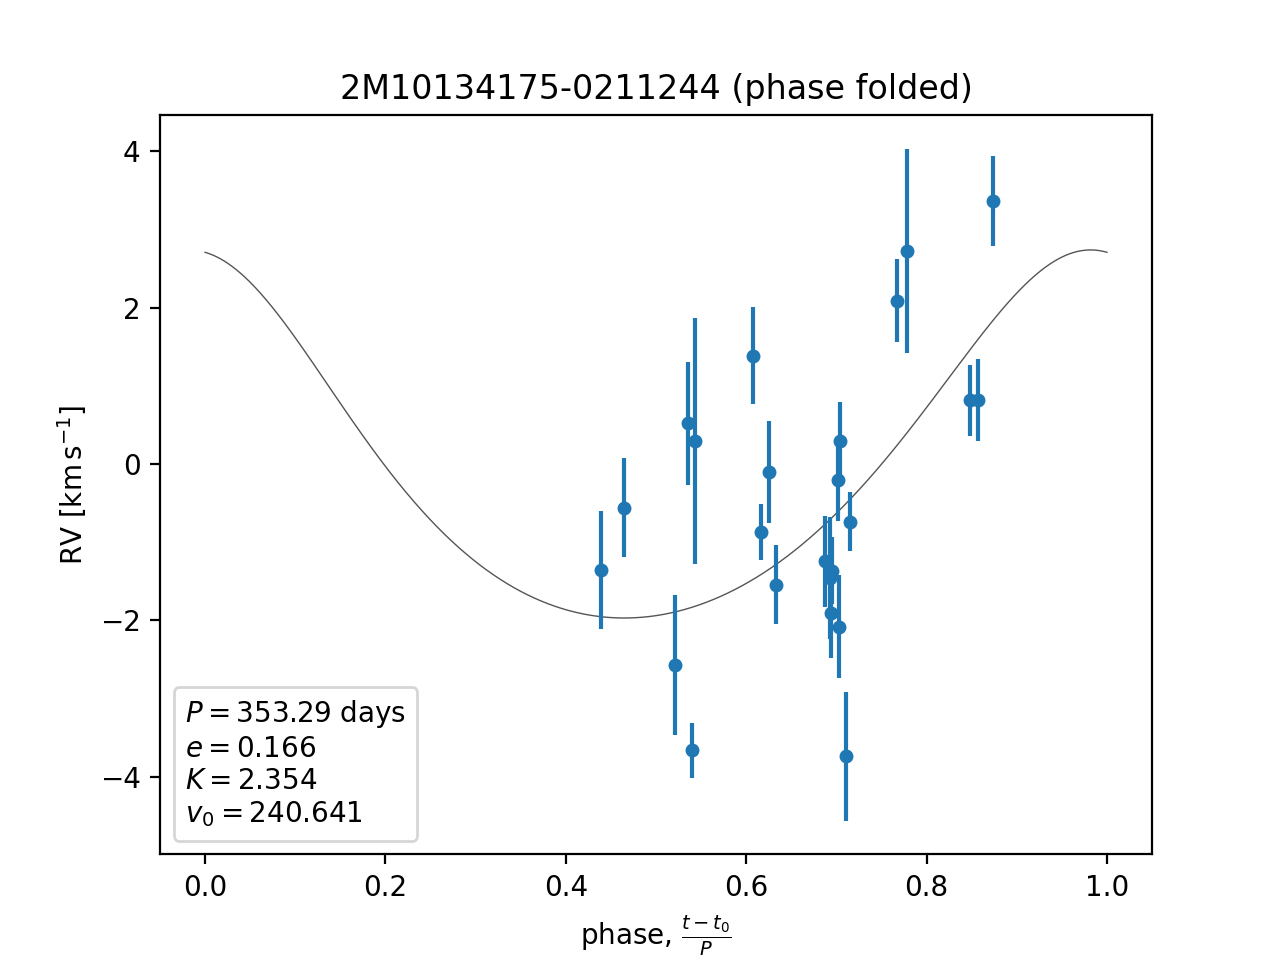 2M10134175-0211244 (phase folded)
RV [km s⁻¹]
4
2
0
−2
−4
P = 353.29 days
e = 0.166
K = 2.354
v₀ = 240.641
0.0 0.2 0.4 0.6 0.8 1.0
phase, (t − t₀)/P